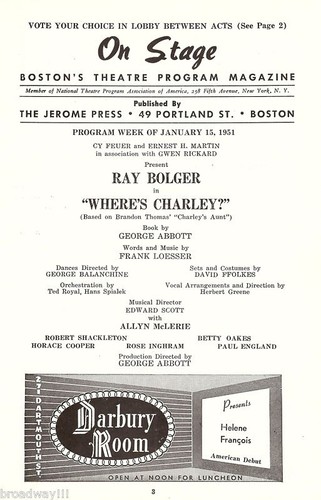 VOTE YOUR CHOICE IN LOBBY BETWEEN ACTS (See Page 2)
On Stage
BOSTON'S THEATRE PROGRAM MAGAZINE
Member of National Theatre Program Association of America, 258 Fifth Avenue, New York, N. Y.
Published By
THE JEROME PRESS • 49 PORTLAND ST. • BOSTON
PROGRAM WEEK OF JANUARY 15, 1951
CY FEUER and ERNEST H. MARTIN
in association with GWEN RICKARD
Present
RAY BOLGER
in
"WHERE'S CHARLEY?"
(Based on Brandon Thomas' "Charley's Aunt")
Book by
GEORGE ABBOTT
Words and Music by
FRANK LOESSER
Dances Directed by
GEORGE BALANCHINE
Sets and Costumes by
DAVID FFOLKES
Orchestration by
Ted Royal, Hans Spialek
Vocal Arrangements and Direction by
Herbert Greene
Musical Director
EDWARD SCOTT
with
ALLYN McLERIE
ROBERT SHACKLETON
BETTY OAKES
HORACE COOPER
ROSE INGHRAM
PAUL ENGLAND
Production Directed by
GEORGE ABBOTT
271 DARTMOUTH ST.
Darbury
Room
Presents
Helene
François
American Debut
OPEN AT NOON FOR LUNCHEON
3
broadway111